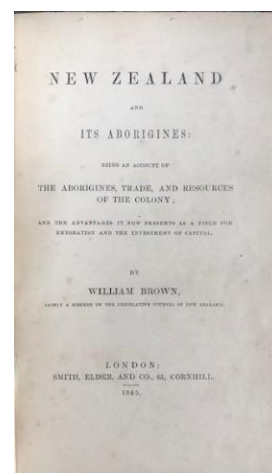 NEW ZEALAND
AND
ITS ABORIGINES:
BEING AN ACCOUNT OF
THE ABORIGINES, TRADE, AND RESOURCES
OF THE COLONY;
AND THE ADVANTAGES IT NOW PRESENTS AS A FIELD FOR
EMIGRATION AND THE INVESTMENT OF CAPITAL.
BY
WILLIAM BROWN,
LATELY A MEMBER OF THE LEGISLATIVE COUNCIL OF NEW ZEALAND.
LONDON:
SMITH, ELDER, AND CO., 65, CORNHILL.
1845.